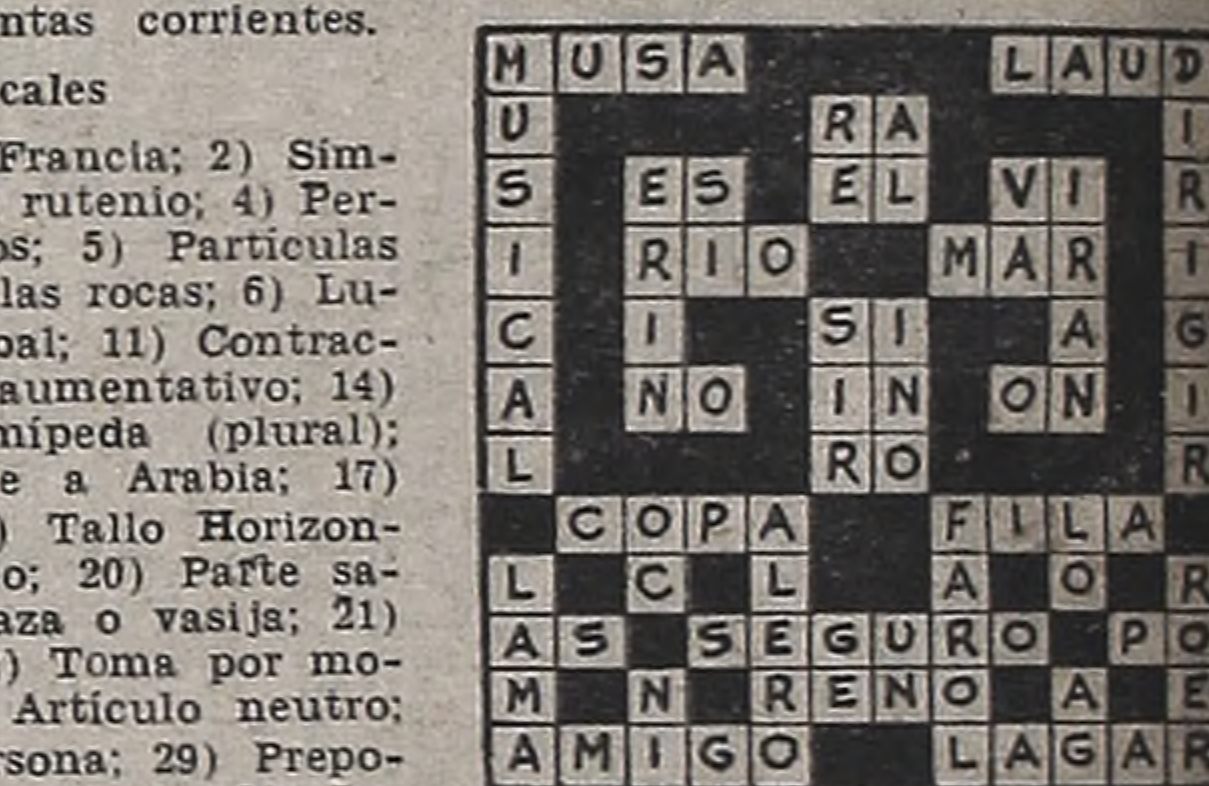 ntas corrientes.
cales
Francia; 2) Sím-
rutenio; 4) Per-
os; 5) Partículas
las rocas; 6) Lu-
pal; 11) Contrac-
aumentativo; 14)
mípeda (plural);
e a Arabia; 17)
) Tallo Horizon-
o; 20) Parte sa-
aza o vasija; 21)
) Toma por mo-
Artículo neutro;
rsona; 29) Prepo-
MUSA LAUD
U RA I
S ES EL VI R
I RIO MAR I
C I SI A G
A NO IN ON I
L RO R
COPA FILA
L C L A O R
AS SEGURO PO
M N RENO A E
AMIGO LAGAR